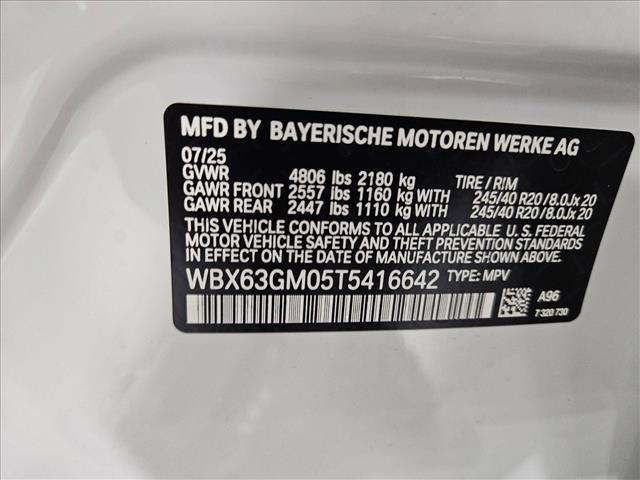 MFD BY BAYERISCHE MOTOREN WERKE AG
07/25
GVWR 4806 lbs 2180 kg TIRE / RIM
GAWR FRONT 2557 lbs 1160 kg WITH 245/40 R20/8.0Jx20
GAWR REAR 2447 lbs 1110 kg WITH 245/40 R20/8.0Jx20
THIS VEHICLE CONFORMS TO ALL APPLICABLE U. S. FEDERAL
MOTOR VEHICLE SAFETY AND THEFT PREVENTION STANDARDS
IN EFFECT ON THE DATE OF MANUFACTURE SHOWN ABOVE.
WBX63GM05T5416642 TYPE: MPV
A96
7 320 730